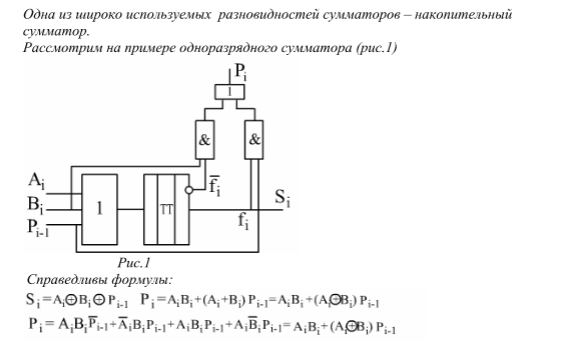 Одна из широко используемых разновидностей сумматоров – накопительный
сумматор.
Рассмотрим на примере одноразрядного сумматора (рис.1)
Pᵢ
1
& &
Aᵢ
Bᵢ
Pᵢ₋₁
1
TT
f̅ᵢ
fᵢ
Sᵢ
Рис.1
Справедливы формулы:
Sᵢ=Aᵢ⊕Bᵢ⊕Pᵢ₋₁ Pᵢ=AᵢBᵢ+(Aᵢ+Bᵢ)Pᵢ₋₁=AᵢBᵢ+(Aᵢ⊕Bᵢ)Pᵢ₋₁
Pᵢ=AᵢBᵢP̅ᵢ₋₁+A̅ᵢBᵢPᵢ₋₁+AᵢBᵢPᵢ₋₁+AᵢB̅ᵢPᵢ₋₁=AᵢBᵢ+(Aᵢ⊕Bᵢ)Pᵢ₋₁